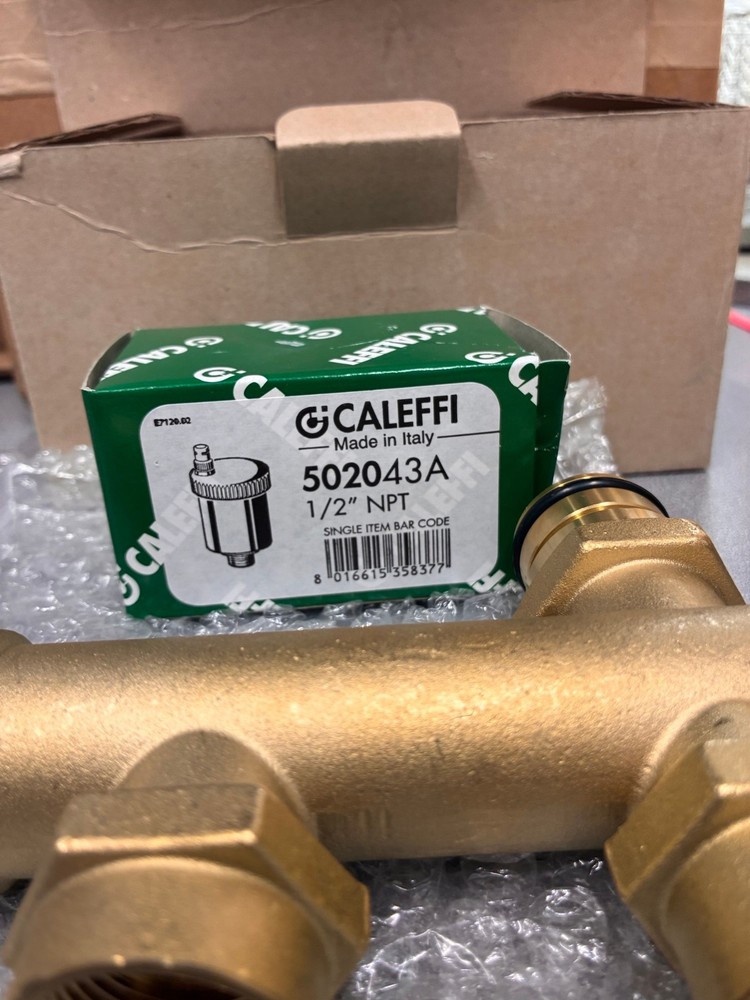 CALEFFI
CALEFFI
CALEFFI
E7120.02
CALEFFI
Made in Italy
502043A
1/2" NPT
SINGLE ITEM BAR CODE
8 016615 358377
CALEFFI